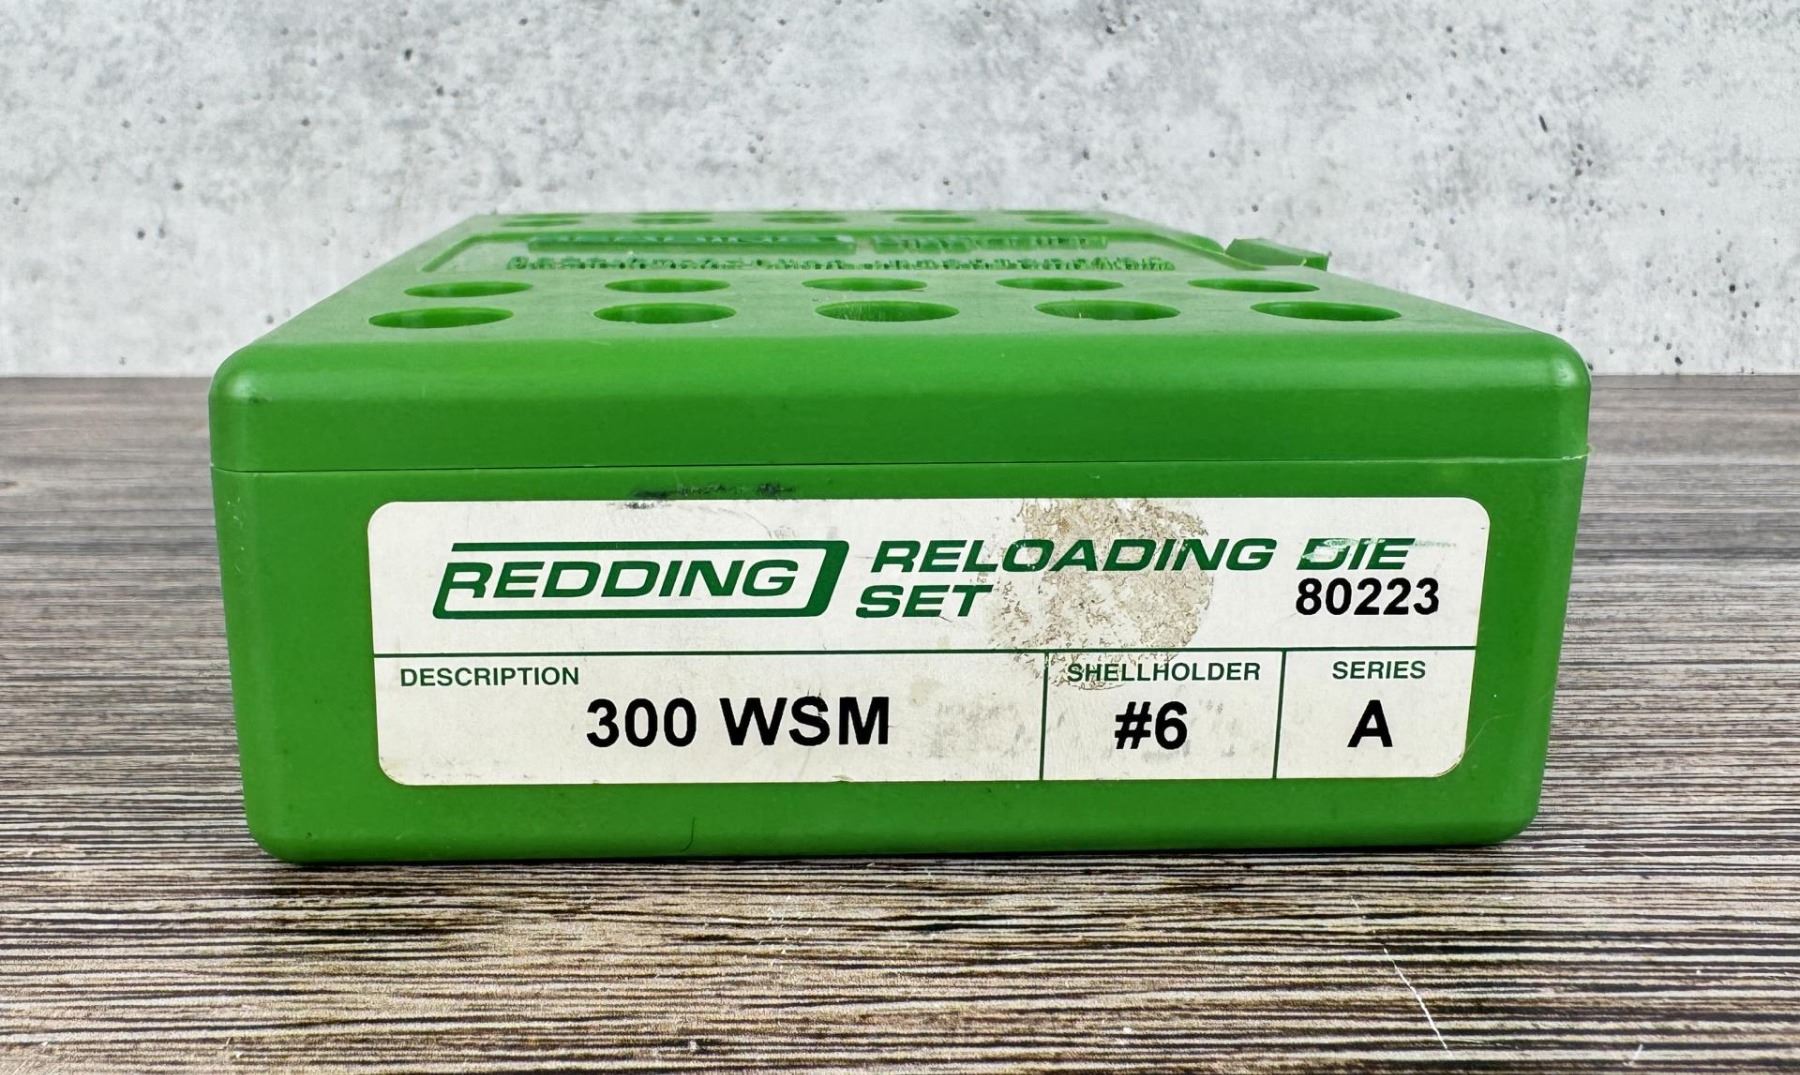 REDDING RELOADING DIE
SET
80223
DESCRIPTION
300 WSM
SHELLHOLDER
#6
SERIES
A